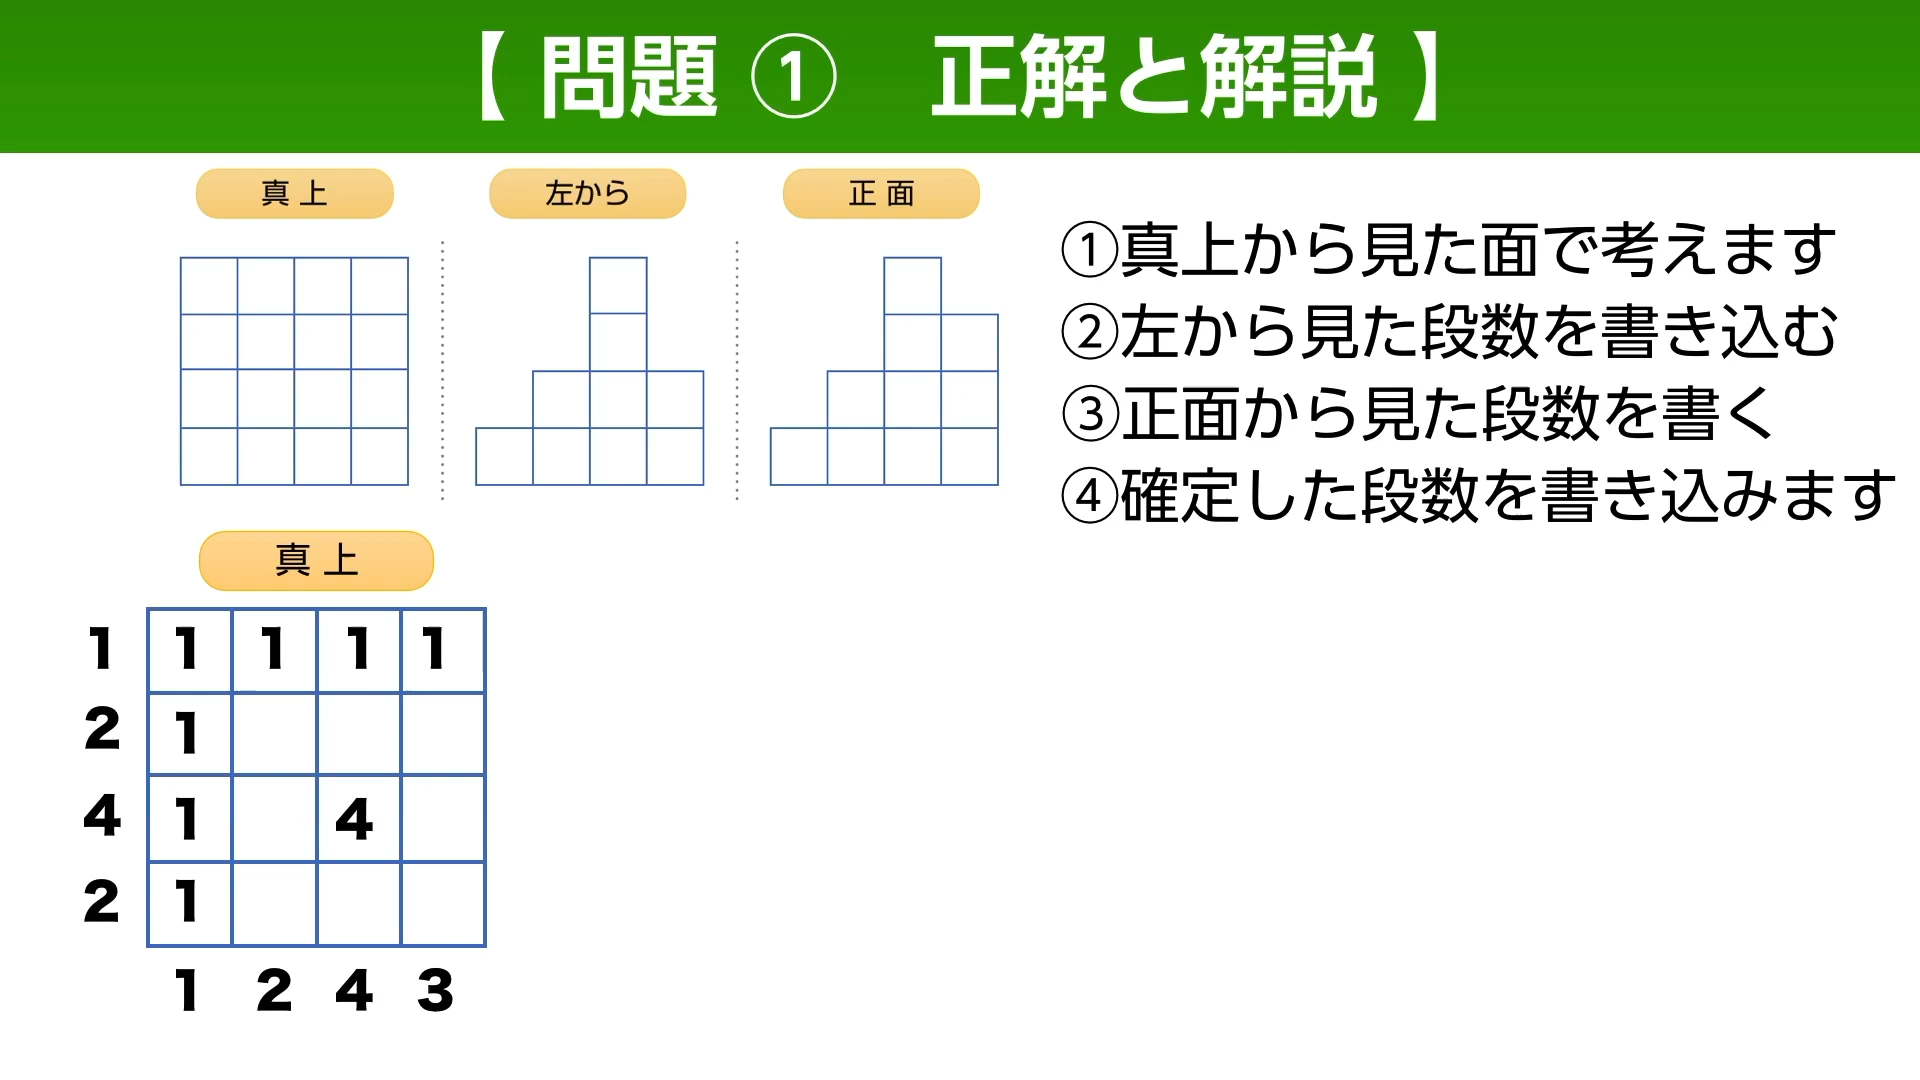 【 問題 ①　正解と解説 】
真 上
左から
正 面
①真上から見た面で考えます
②左から見た段数を書き込む
③正面から見た段数を書く
④確定した段数を書き込みます
真 上
1 1 1 1 1
2 1
4 1 4
2 1
1 2 4 3